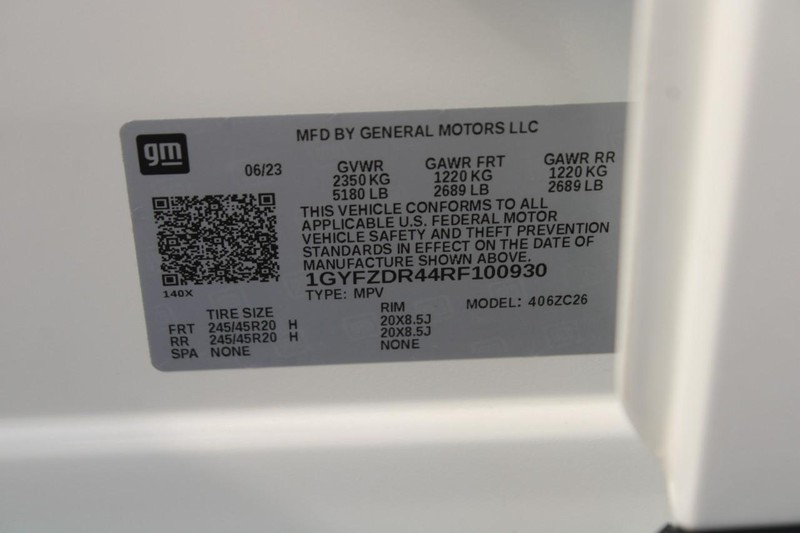 gm
MFD BY GENERAL MOTORS LLC
06/23
GVWR GAWR FRT GAWR RR
2350 KG 1220 KG 1220 KG
5180 LB 2689 LB 2689 LB
THIS VEHICLE CONFORMS TO ALL
APPLICABLE U.S. FEDERAL MOTOR
VEHICLE SAFETY AND THEFT PREVENTION
STANDARDS IN EFFECT ON THE DATE OF
MANUFACTURE SHOWN ABOVE.
1GYFZDR44RF100930
140X
TYPE: MPV MODEL: 406ZC26
TIRE SIZE RIM
FRT 245/45R20 H 20X8.5J
RR 245/45R20 H 20X8.5J
SPA NONE NONE